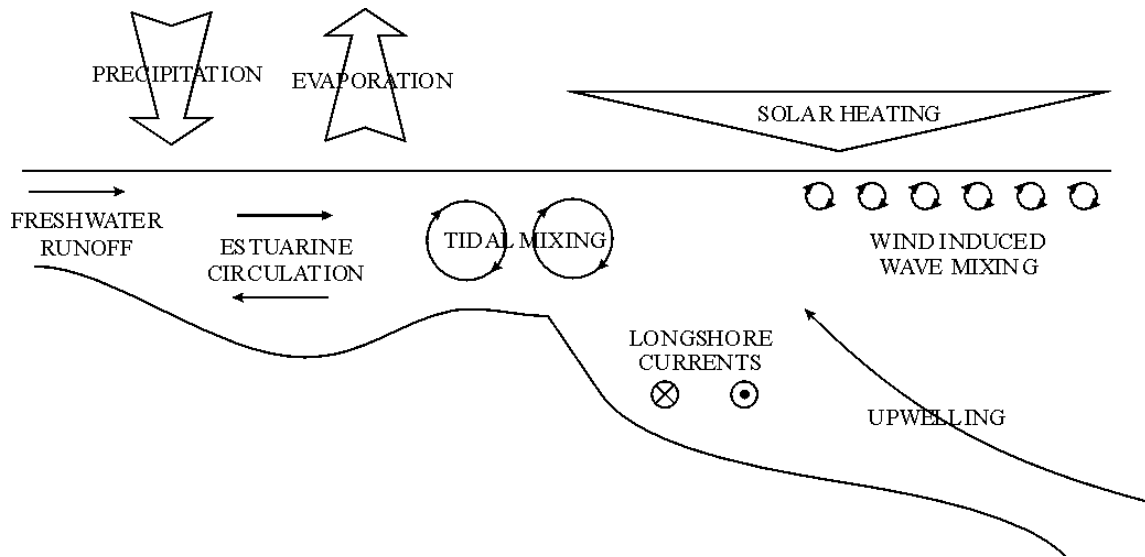 PRECIPITATION
EVAPORATION
SOLAR HEATING
FRESHWATER
RUNOFF
ESTUARINE
CIRCULATION
TIDAL MIXING
WIND INDUCED
WAVE MIXING
LONGSHORE
CURRENTS
UPWELLING